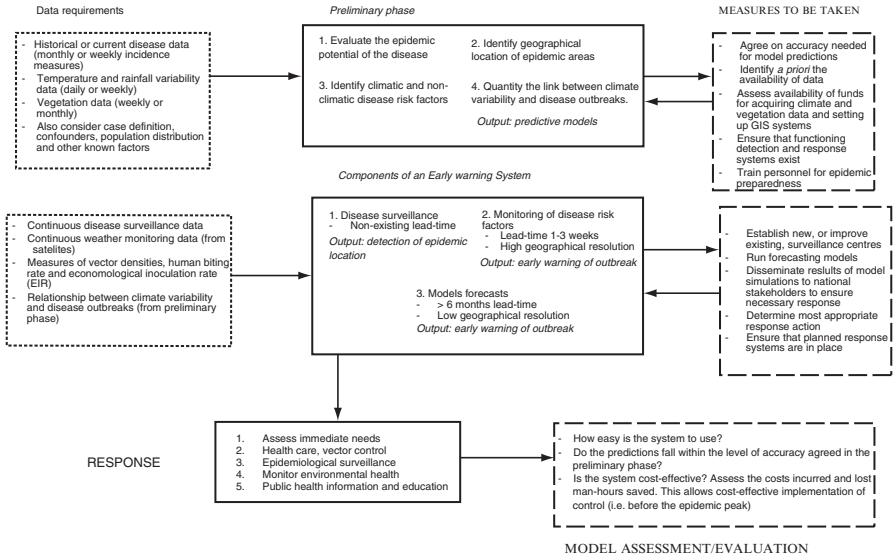 Data requirements
Preliminary phase
MEASURES TO BE TAKEN
- Historical or current disease data
(monthly or weekly incidence
measures)
- Temperature and rainfall variability
data (daily or weekly)
- Vegetation data (weekly or
monthly)
- Also consider case definition,
confounders, population distribution
and other known factors
1. Evaluate the epidemic
potential of the disease
2. Identify geographical
location of epidemic areas
3. Identify climatic and non-
climatic disease risk factors
4. Quantity the link between climate
variability and disease outbreaks.
Output: predictive models
- Agree on accuracy needed
for model predictions
- Identify a priori the
availability of data
- Assess availability of funds
for acquiring climate and
vegetation data and setting
up GIS systems
- Ensure that functioning
detection and response
systems exist
- Train personnel for epidemic
preparedness
Components of an Early warning System
- Continuous disease surveillance data
- Continuous weather monitoring data (from
satelites)
- Measures of vector densities, human biting
rate and economological inoculation rate
(EIR)
- Relationship between climate variability
and disease outbreaks (from preliminary
phase)
1. Disease surveillance
- Non-existing lead-time
Output: detection of epidemic
location
2. Monitoring of disease risk
factors
- Lead-time 1-3 weeks
- High geographical resolution
Output: early warning of outbreak
3. Models forecasts
- > 6 months lead-time
- Low geographical resolution
Output: early warning of outbreak
- Establish new, or improve
existing, surveillance centres
- Run forecasting models
- Disseminate reslults of model
simulations to national
stakeholders to ensure
necessary response
- Determine most appropriate
response action
- Ensure that planned response
systems are in place
RESPONSE
1. Assess immediate needs
2. Health care, vector control
3. Epidemiological surveillance
4. Monitor environmental health
5. Public health information and education
- How easy is the system to use?
- Do the predictions fall within the level of accuracy agreed in the
preliminary phase?
- Is the system cost-effective? Assess the costs incurred and lost
man-hours saved. This allows cost-effective implementation of
control (i.e. before the epidemic peak)
MODEL ASSESSMENT/EVALUATION